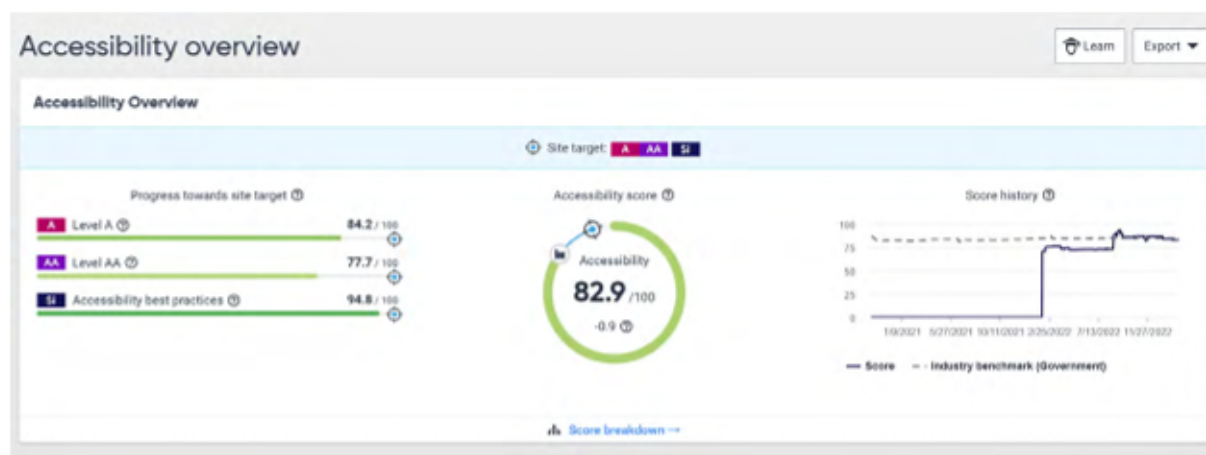 Accessibility overview
Learn
Export
Accessibility Overview
Site target: A AA Si
Progress towards site target
A Level A 84.2 / 100
AA Level AA 77.7 / 100
Si Accessibility best practices 94.8 / 100
Accessibility score
Accessibility
82.9 /100
-0.9
Score history
100
75
50
25
0
5/27/2021 10/11/2021 2/25/2022 7/13/2022 11/27/2022
Score
Industry benchmark (Government)
Score breakdown →